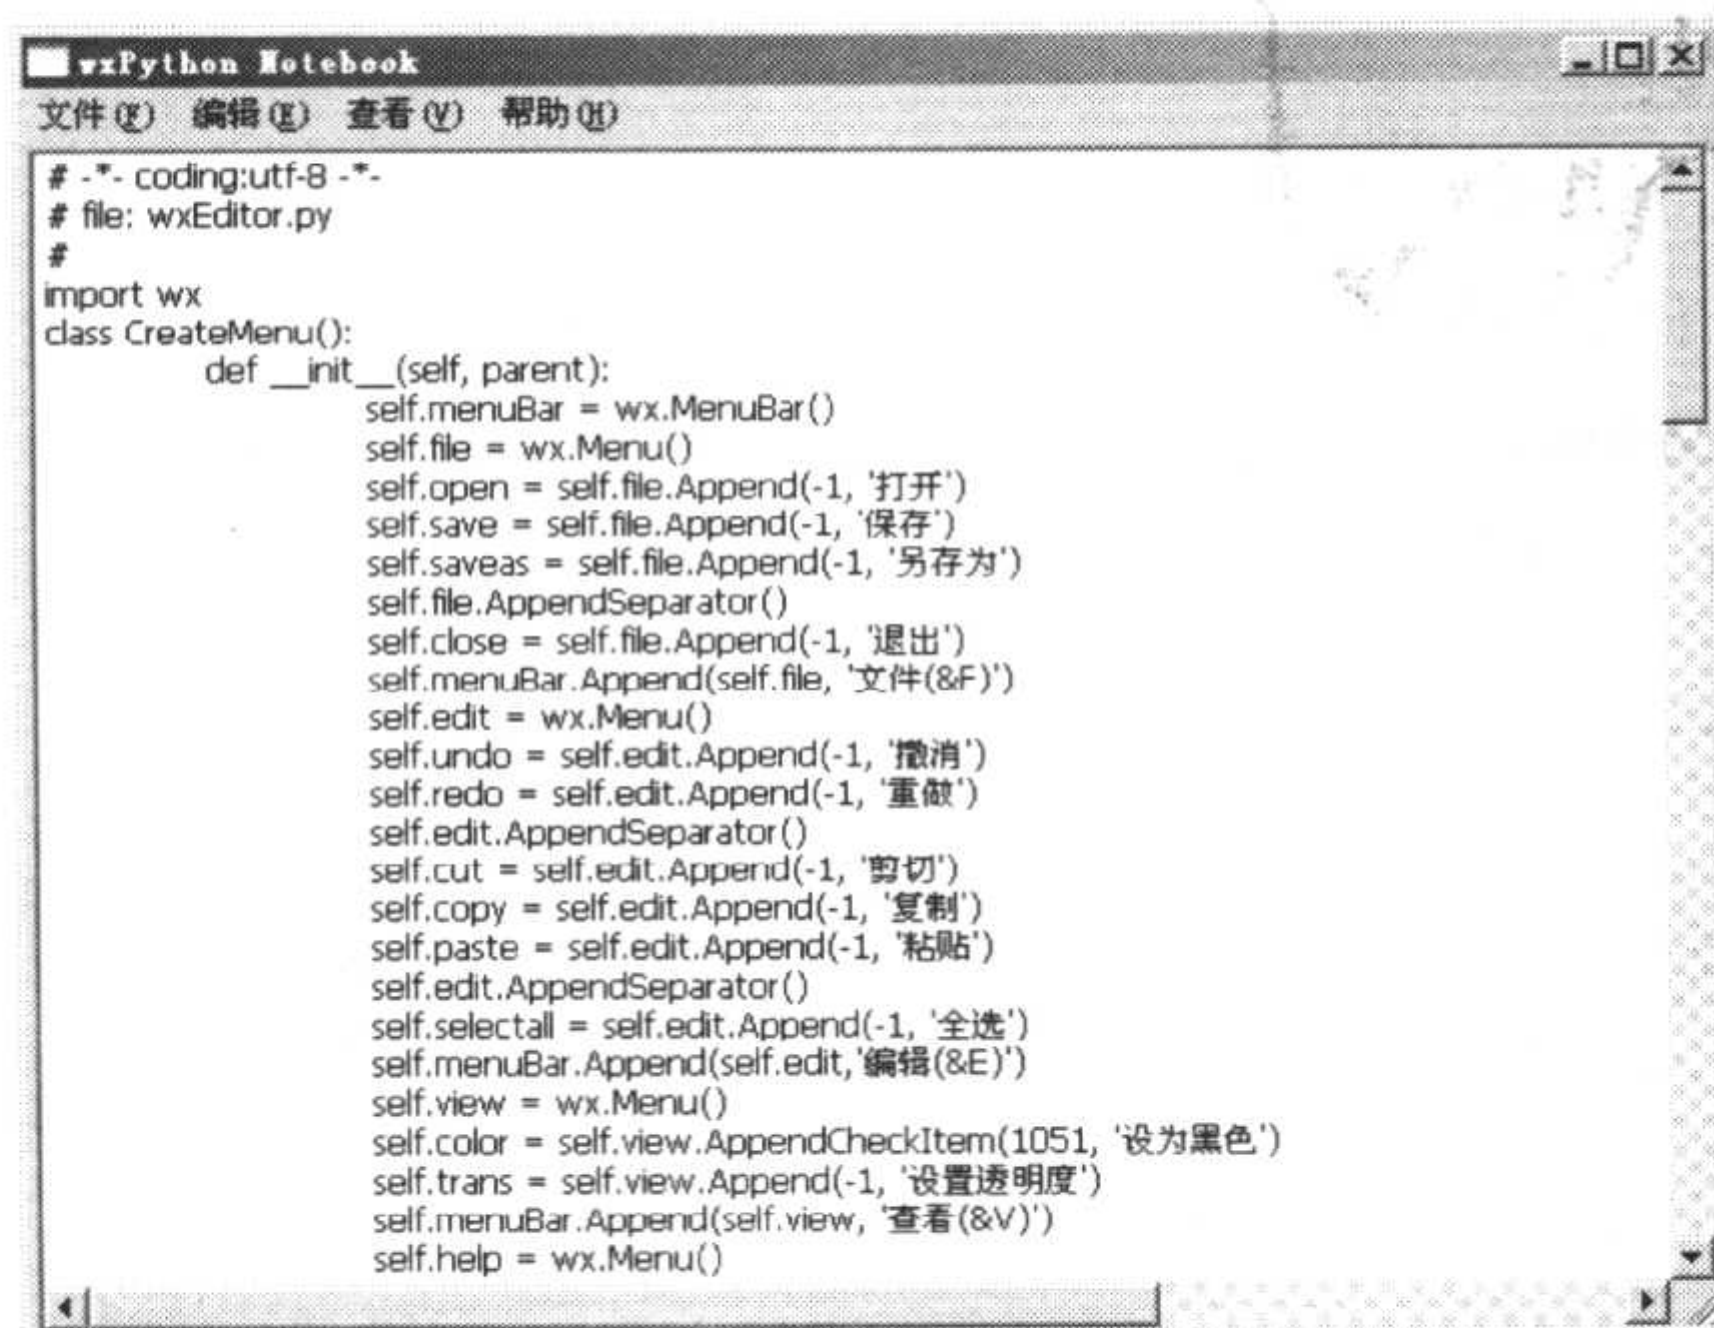 wxPython Notebook
文件(F) 编辑(E) 查看(V) 帮助(H)
# -*- coding:utf-8 -*-
# file: wxEditor.py
#
import wx
class CreateMenu():
def __init__(self, parent):
self.menuBar = wx.MenuBar()
self.file = wx.Menu()
self.open = self.file.Append(-1, '打开')
self.save = self.file.Append(-1, '保存')
self.saveas = self.file.Append(-1, '另存为')
self.file.AppendSeparator()
self.close = self.file.Append(-1, '退出')
self.menuBar.Append(self.file, '文件(&F)')
self.edit = wx.Menu()
self.undo = self.edit.Append(-1, '撤消')
self.redo = self.edit.Append(-1, '重做')
self.edit.AppendSeparator()
self.cut = self.edit.Append(-1, '剪切')
self.copy = self.edit.Append(-1, '复制')
self.paste = self.edit.Append(-1, '粘贴')
self.edit.AppendSeparator()
self.selectall = self.edit.Append(-1, '全选')
self.menuBar.Append(self.edit,'编辑(&E)')
self.view = wx.Menu()
self.color = self.view.AppendCheckItem(1051, '设为黑色')
self.trans = self.view.Append(-1, '设置透明度')
self.menuBar.Append(self.view, '查看(&V)')
self.help = wx.Menu()